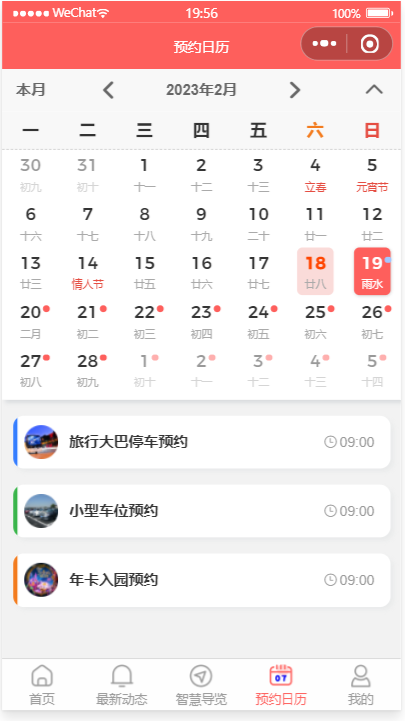 WeChat 19:56 100%
预约日历
本月 2023年2月
一 二 三 四 五 六 日
30 31 1 2 3 4 5
初九 初十 十一 十二 十三 立春 元宵节
6 7 8 9 10 11 12
十六 十七 十八 十九 二十 廿一 廿二
13 14 15 16 17 18 19
廿三 情人节 廿五 廿六 廿七 廿八 雨水
20 21 22 23 24 25 26
二月 初二 初三 初四 初五 初六 初七
27 28 1 2 3 4 5
初八 初九 初十 十一 十二 十三 十四
旅行大巴停车预约 09:00
小型车位预约 09:00
年卡入园预约 09:00
07
首页 最新动态 智慧导览 预约日历 我的